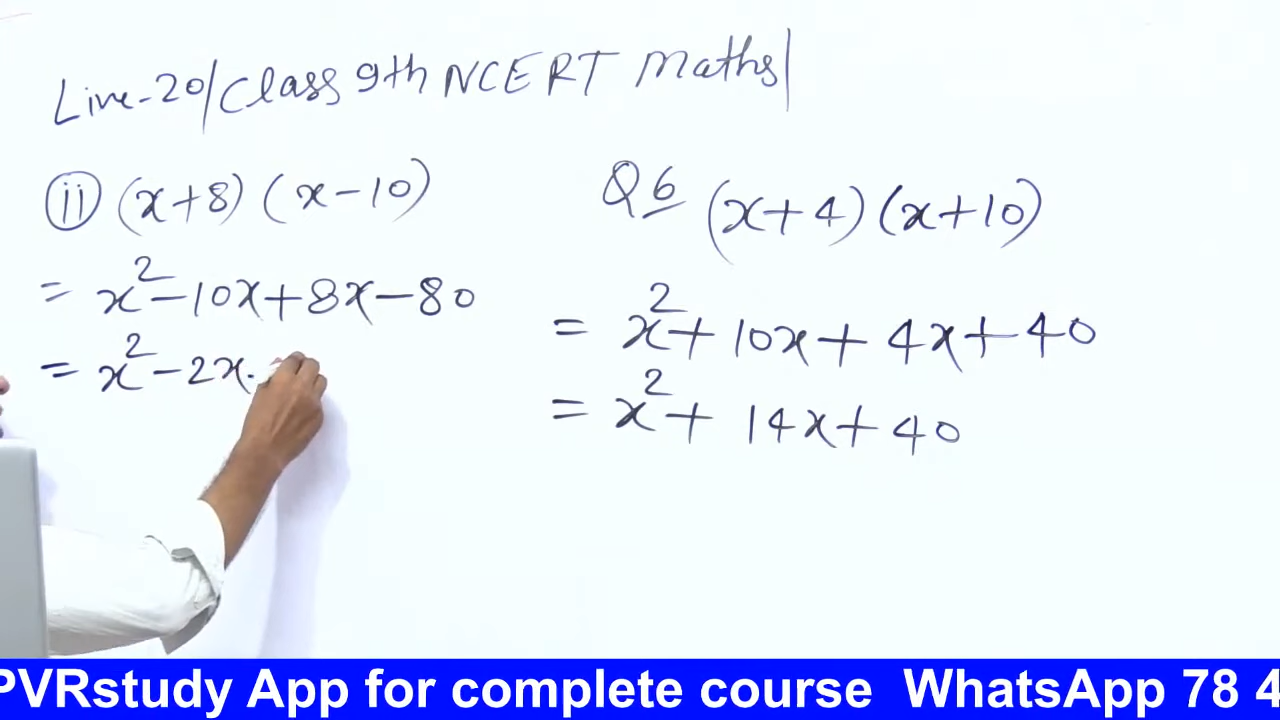 Live-20/Class 9th NCERT Maths|
(ii) (x+8) (x-10)
= x²-10x+8x-80
= x²-2x-
Q6 (x+4) (x+10)
= x²+10x+4x+40
= x²+14x+40
PVRstudy App for complete course WhatsApp 78 4